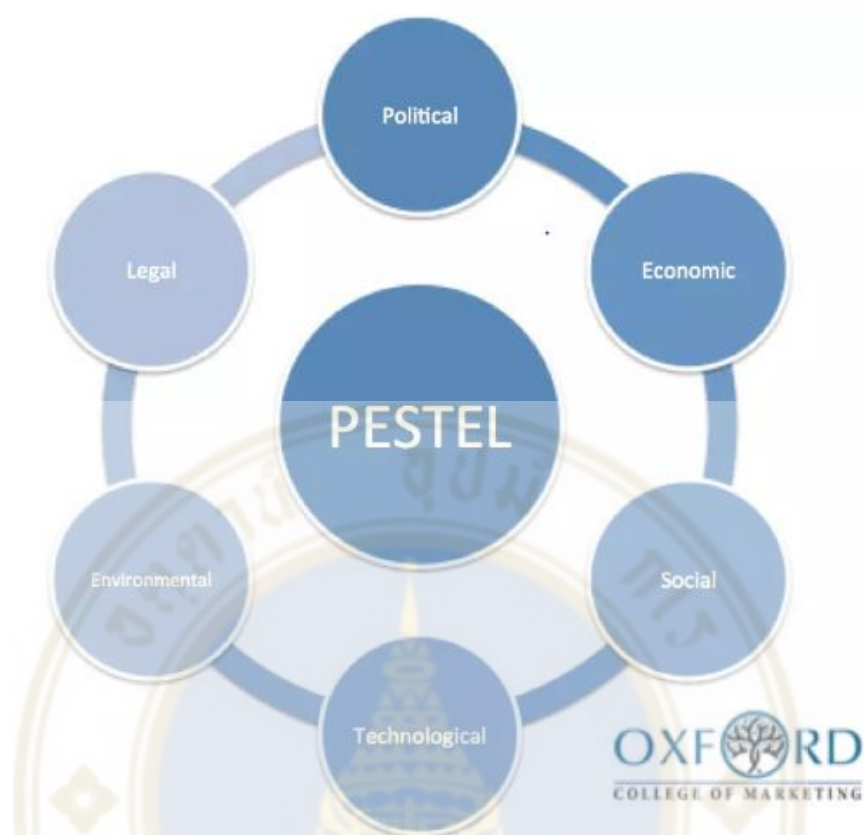 Political
Economic
Social
Technological
Environmental
Legal
PESTEL
OXFORD
COLLEGE OF MARKETING